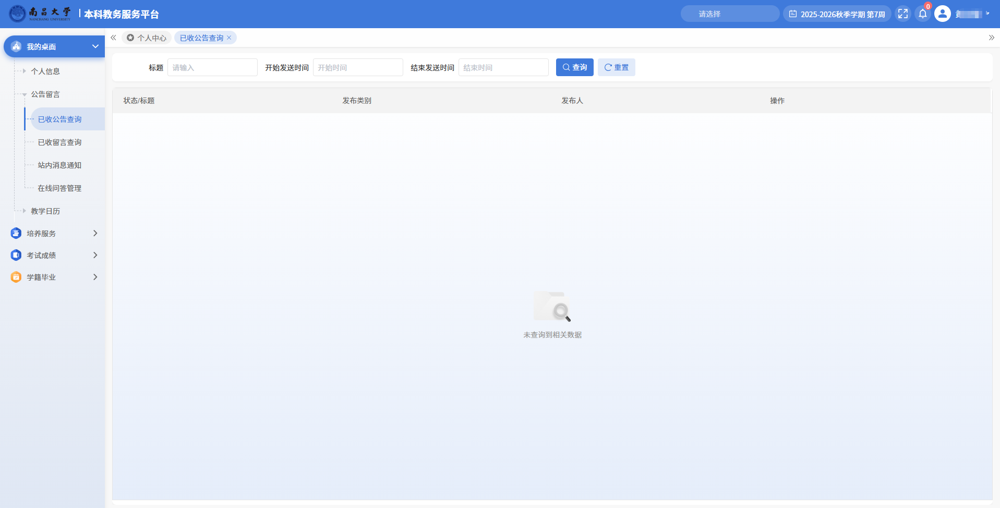 南昌大学
NANCHANG UNIVERSITY
本科教务服务平台
请选择
2025-2026秋季学期 第7周
0
我的桌面
个人信息
公告留言
已收公告查询
已收留言查询
站内消息通知
在线问答管理
教学日历
培养服务
考试成绩
学籍毕业
个人中心
已收公告查询
标题
请输入
开始发送时间
开始时间
结束发送时间
结束时间
查询
重置
状态/标题
发布类别
发布人
操作
未查询到相关数据